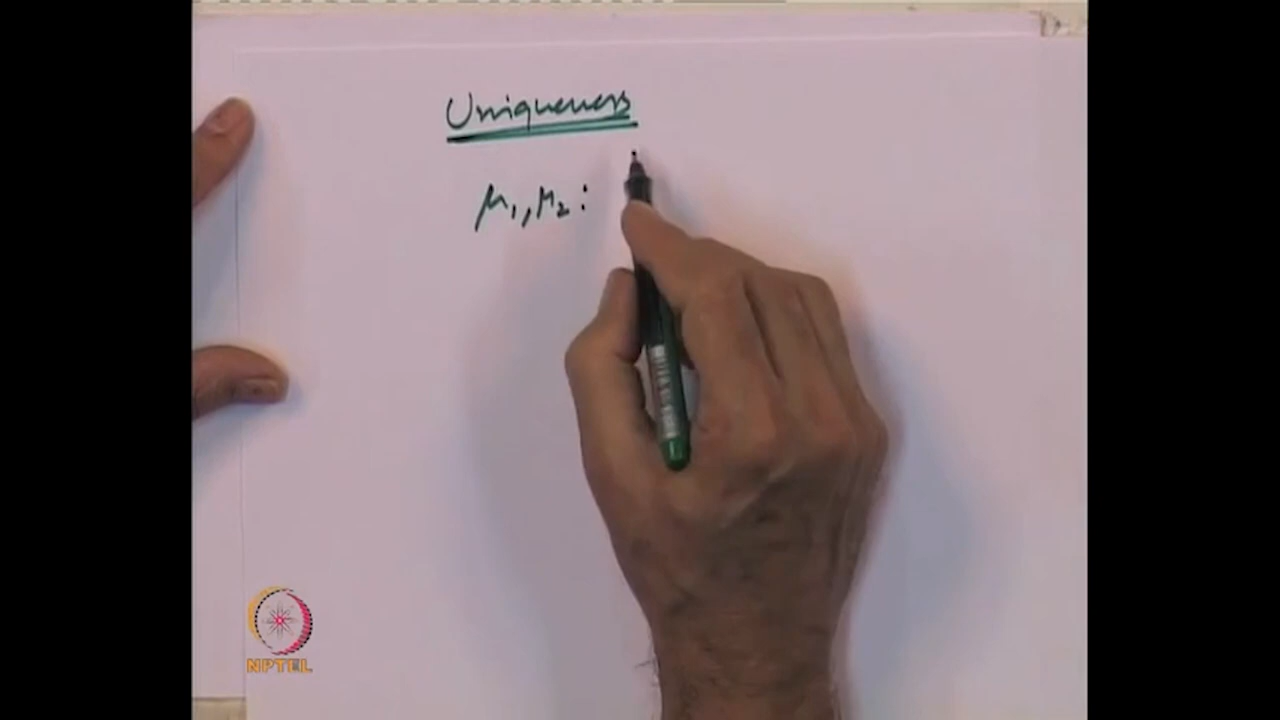 Uniqueness
μ₁, μ₂ :
NPTEL